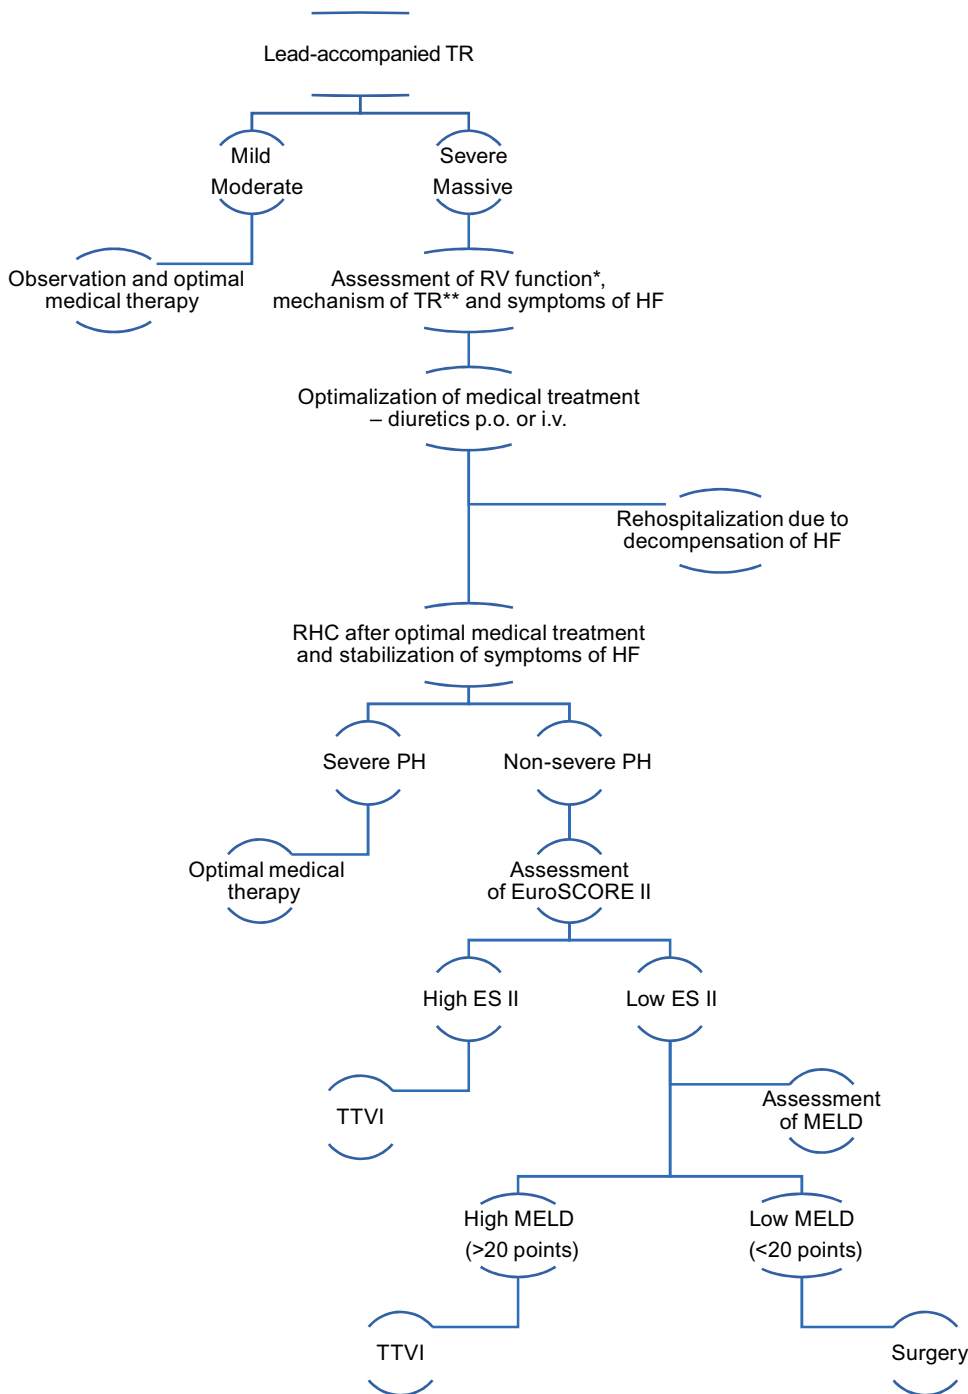 Lead-accompanied TR
Mild
Moderate
Severe
Massive
Observation and optimal
medical therapy
Assessment of RV function*,
mechanism of TR** and symptoms of HF
Optimalization of medical treatment
– diuretics p.o. or i.v.
Rehospitalization due to
decompensation of HF
RHC after optimal medical treatment
and stabilization of symptoms of HF
Severe PH
Non-severe PH
Optimal medical
therapy
Assessment
of EuroSCORE II
High ES II
Low ES II
TTVI
Assessment
of MELD
High MELD
(>20 points)
Low MELD
(<20 points)
TTVI
Surgery